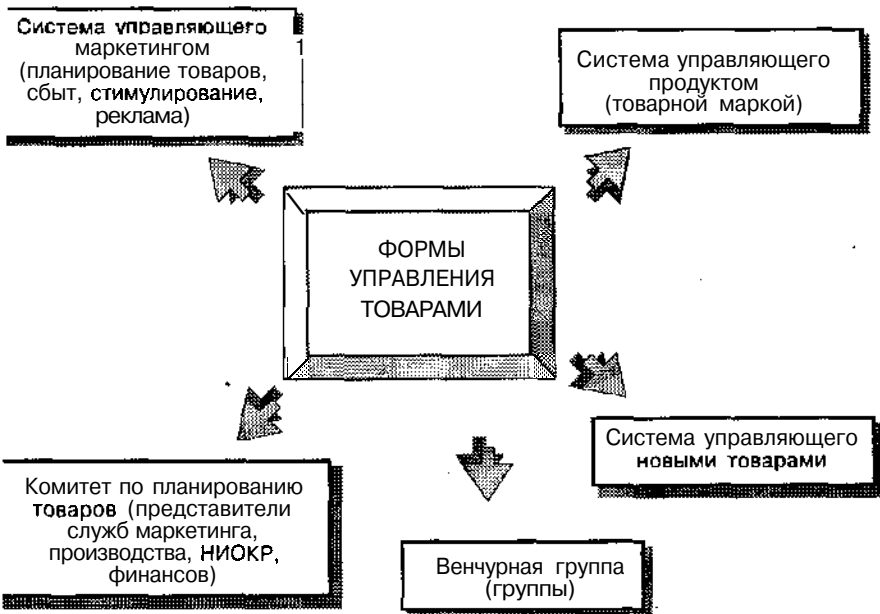 Система управляющего
маркетингом
(планирование товаров,
сбыт, стимулирование,
реклама)
Система управляющего
продуктом
(товарной маркой)
ФОРМЫ
УПРАВЛЕНИЯ
ТОВАРАМИ
Система управляющего
новыми товарами
Комитет по планированию
товаров (представители
служб маркетинга,
производства, НИОКР,
финансов)
Венчурная группа
(группы)